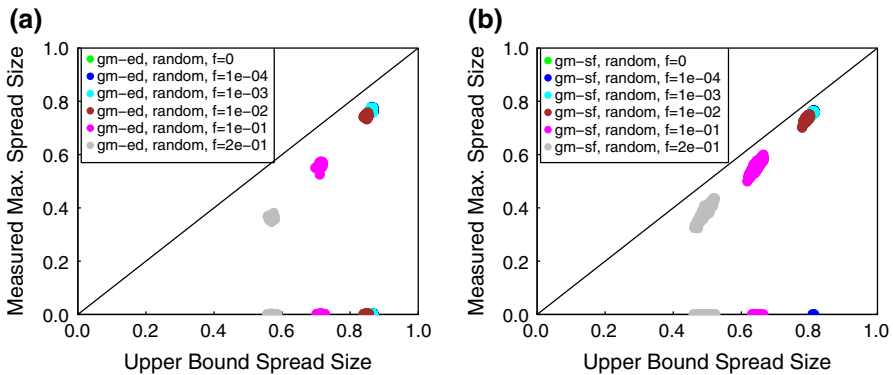 (a)
Measured Max. Spread Size
1.0
0.8
0.6
0.4
0.2
0.0
gm-ed, random, f=0
gm-ed, random, f=1e-04
gm-ed, random, f=1e-03
gm-ed, random, f=1e-02
gm-ed, random, f=1e-01
gm-ed, random, f=2e-01
0.0 0.2 0.4 0.6 0.8 1.0
Upper Bound Spread Size
(b)
Measured Max. Spread Size
1.0
0.8
0.6
0.4
0.2
0.0
gm-sf, random, f=0
gm-sf, random, f=1e-04
gm-sf, random, f=1e-03
gm-sf, random, f=1e-02
gm-sf, random, f=1e-01
gm-sf, random, f=2e-01
0.0 0.2 0.4 0.6 0.8 1.0
Upper Bound Spread Size